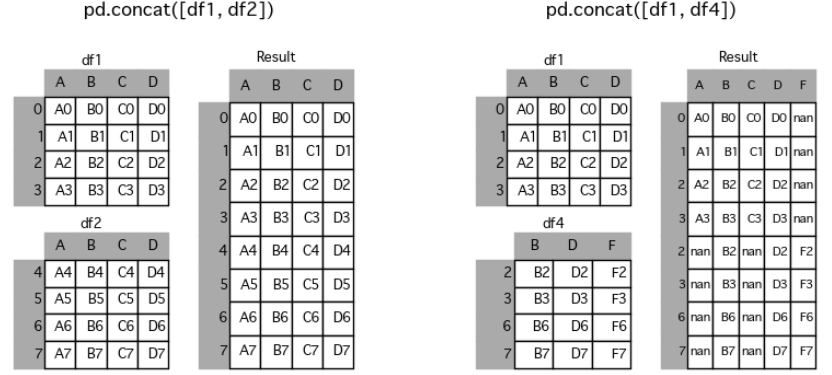 pd.concat([df1, df2])
df1
A B C D
0 A0 B0 C0 D0
1 A1 B1 C1 D1
2 A2 B2 C2 D2
3 A3 B3 C3 D3
df2
A B C D
4 A4 B4 C4 D4
5 A5 B5 C5 D5
6 A6 B6 C6 D6
7 A7 B7 C7 D7
Result
A B C D
0 A0 B0 C0 D0
1 A1 B1 C1 D1
2 A2 B2 C2 D2
3 A3 B3 C3 D3
4 A4 B4 C4 D4
5 A5 B5 C5 D5
6 A6 B6 C6 D6
7 A7 B7 C7 D7
pd.concat([df1, df4])
df1
A B C D
0 A0 B0 C0 D0
1 A1 B1 C1 D1
2 A2 B2 C2 D2
3 A3 B3 C3 D3
df4
B D F
2 B2 D2 F2
3 B3 D3 F3
6 B6 D6 F6
7 B7 D7 F7
Result
A B C D F
0 A0 B0 C0 D0 nan
1 A1 B1 C1 D1 nan
2 A2 B2 C2 D2 nan
3 A3 B3 C3 D3 nan
2 nan B2 nan D2 F2
3 nan B3 nan D3 F3
6 nan B6 nan D6 F6
7 nan B7 nan D7 F7